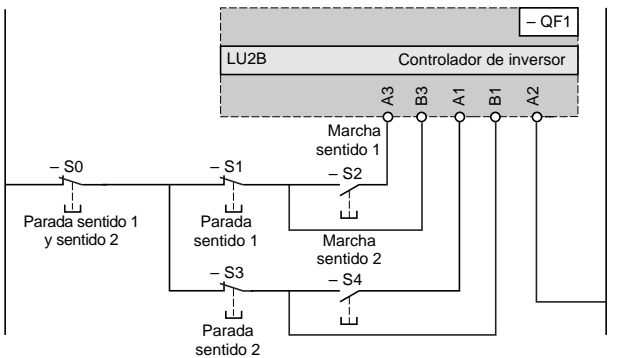 – QF1
LU2B Controlador de inversor
A3 B3 A1 B1 A2
Marcha
sentido 1
– S0
– S1
– S2
Parada sentido 1
y sentido 2
Parada
sentido 1
Marcha
sentido 2
– S3
– S4
Parada
sentido 2